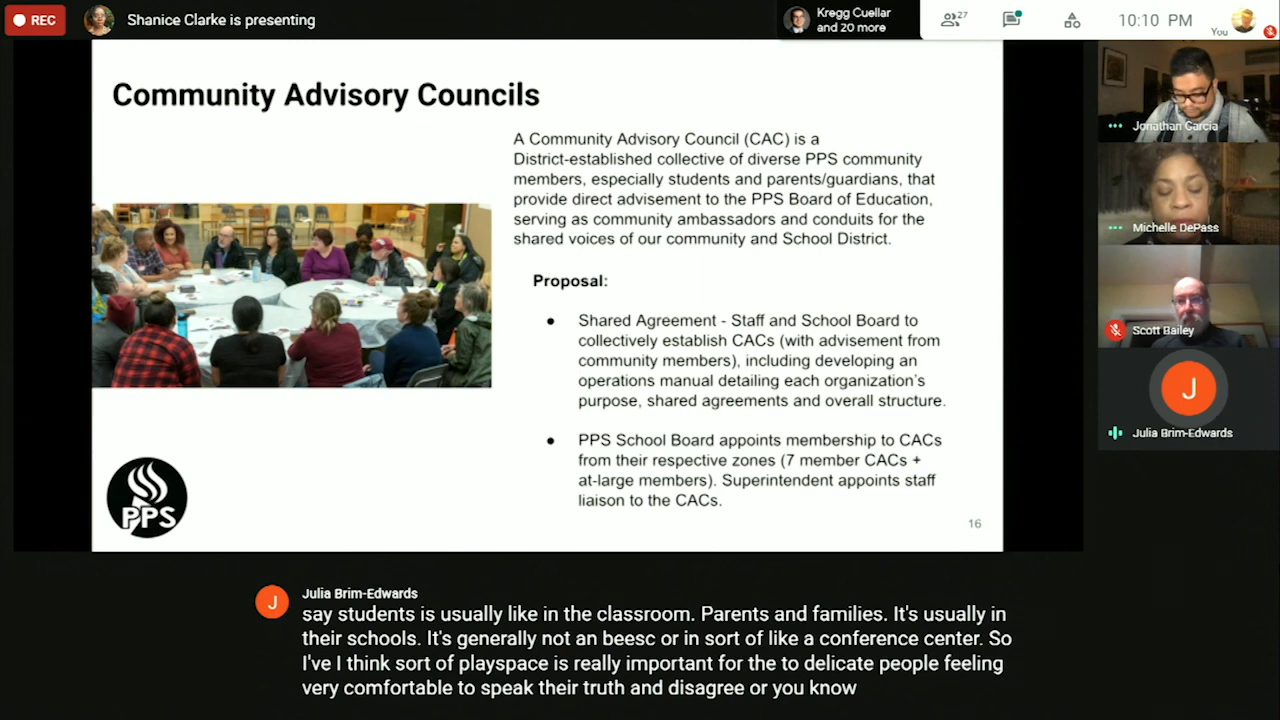 REC
Shanice Clarke is presenting
Kregg Cuellar
and 20 more
27
10:10 PM
You
Community Advisory Councils
A Community Advisory Council (CAC) is a
District-established collective of diverse PPS community
members, especially students and parents/guardians, that
provide direct advisement to the PPS Board of Education,
serving as community ambassadors and conduits for the
shared voices of our community and School District.
Proposal:
● Shared Agreement - Staff and School Board to
collectively establish CACs (with advisement from
community members), including developing an
operations manual detailing each organization's
purpose, shared agreements and overall structure.
● PPS School Board appoints membership to CACs
from their respective zones (7 member CACs +
at-large members). Superintendent appoints staff
liaison to the CACs.
PPS
16
Jonathan Garcia
Michelle DePass
Scott Bailey
J
Julia Brim-Edwards
J
Julia Brim-Edwards
say students is usually like in the classroom. Parents and families. It's usually in
their schools. It's generally not an beesc or in sort of like a conference center. So
I've I think sort of playspace is really important for the to delicate people feeling
very comfortable to speak their truth and disagree or you know